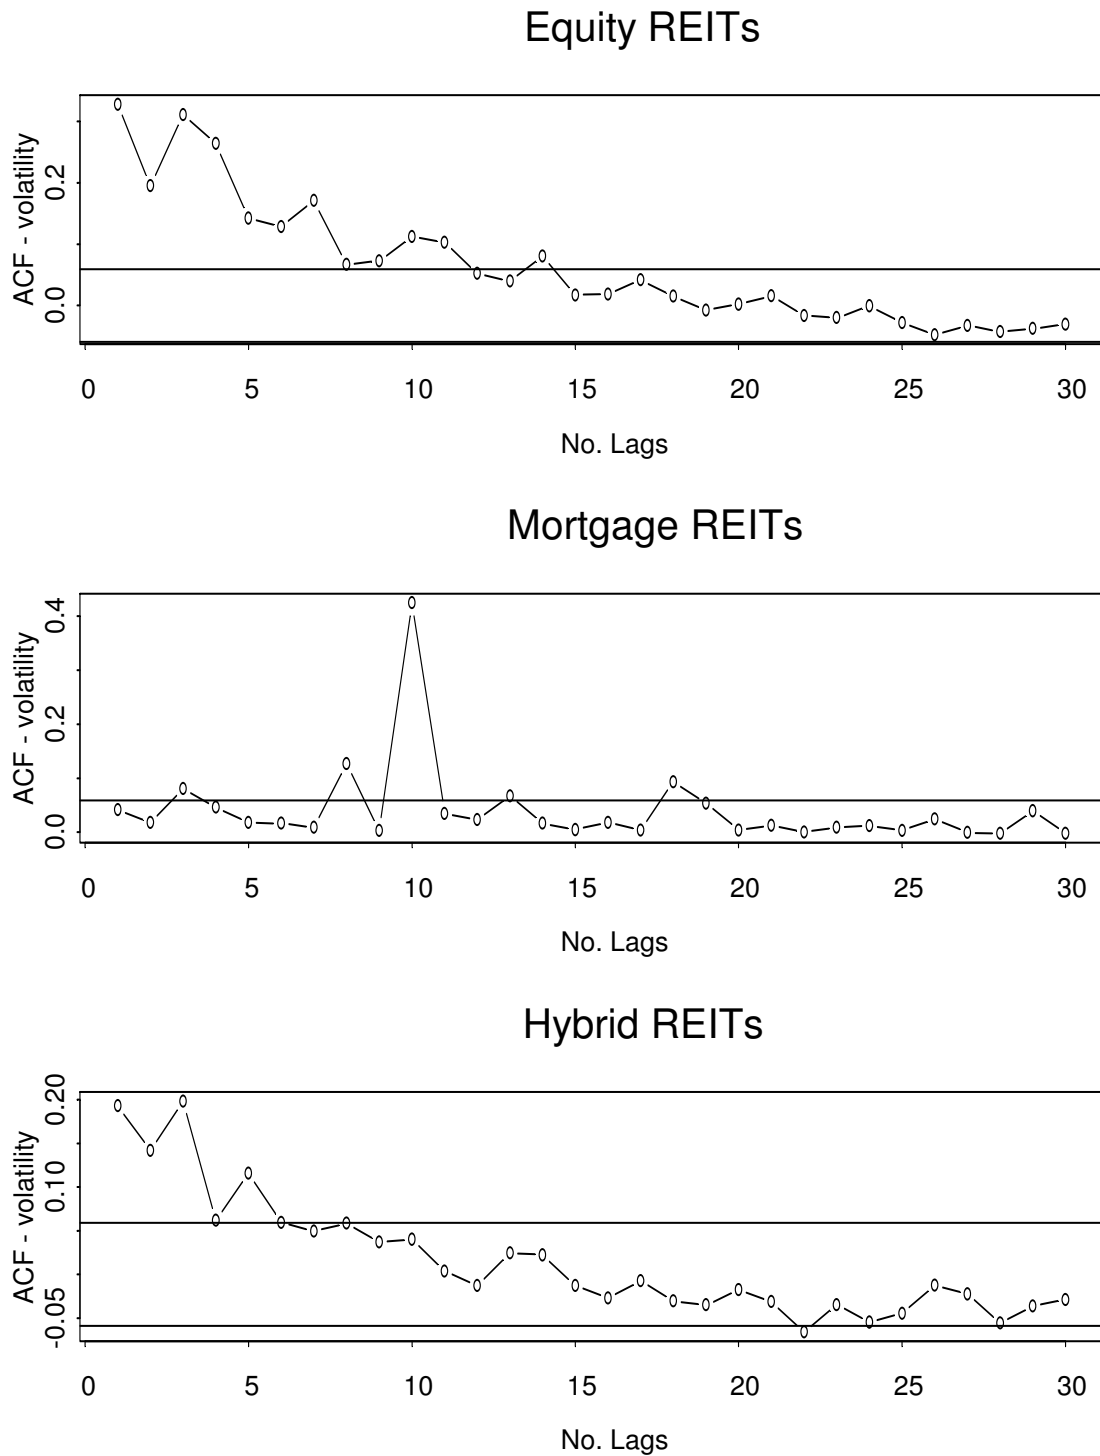 Equity REITs
ACF - volatility
0.2
0.0
0 5 10 15 20 25 30
No. Lags
Mortgage REITs
ACF - volatility
0.4
0.2
0.0
0 5 10 15 20 25 30
No. Lags
Hybrid REITs
ACF - volatility
0.20
0.10
-0.05
0 5 10 15 20 25 30
No. Lags